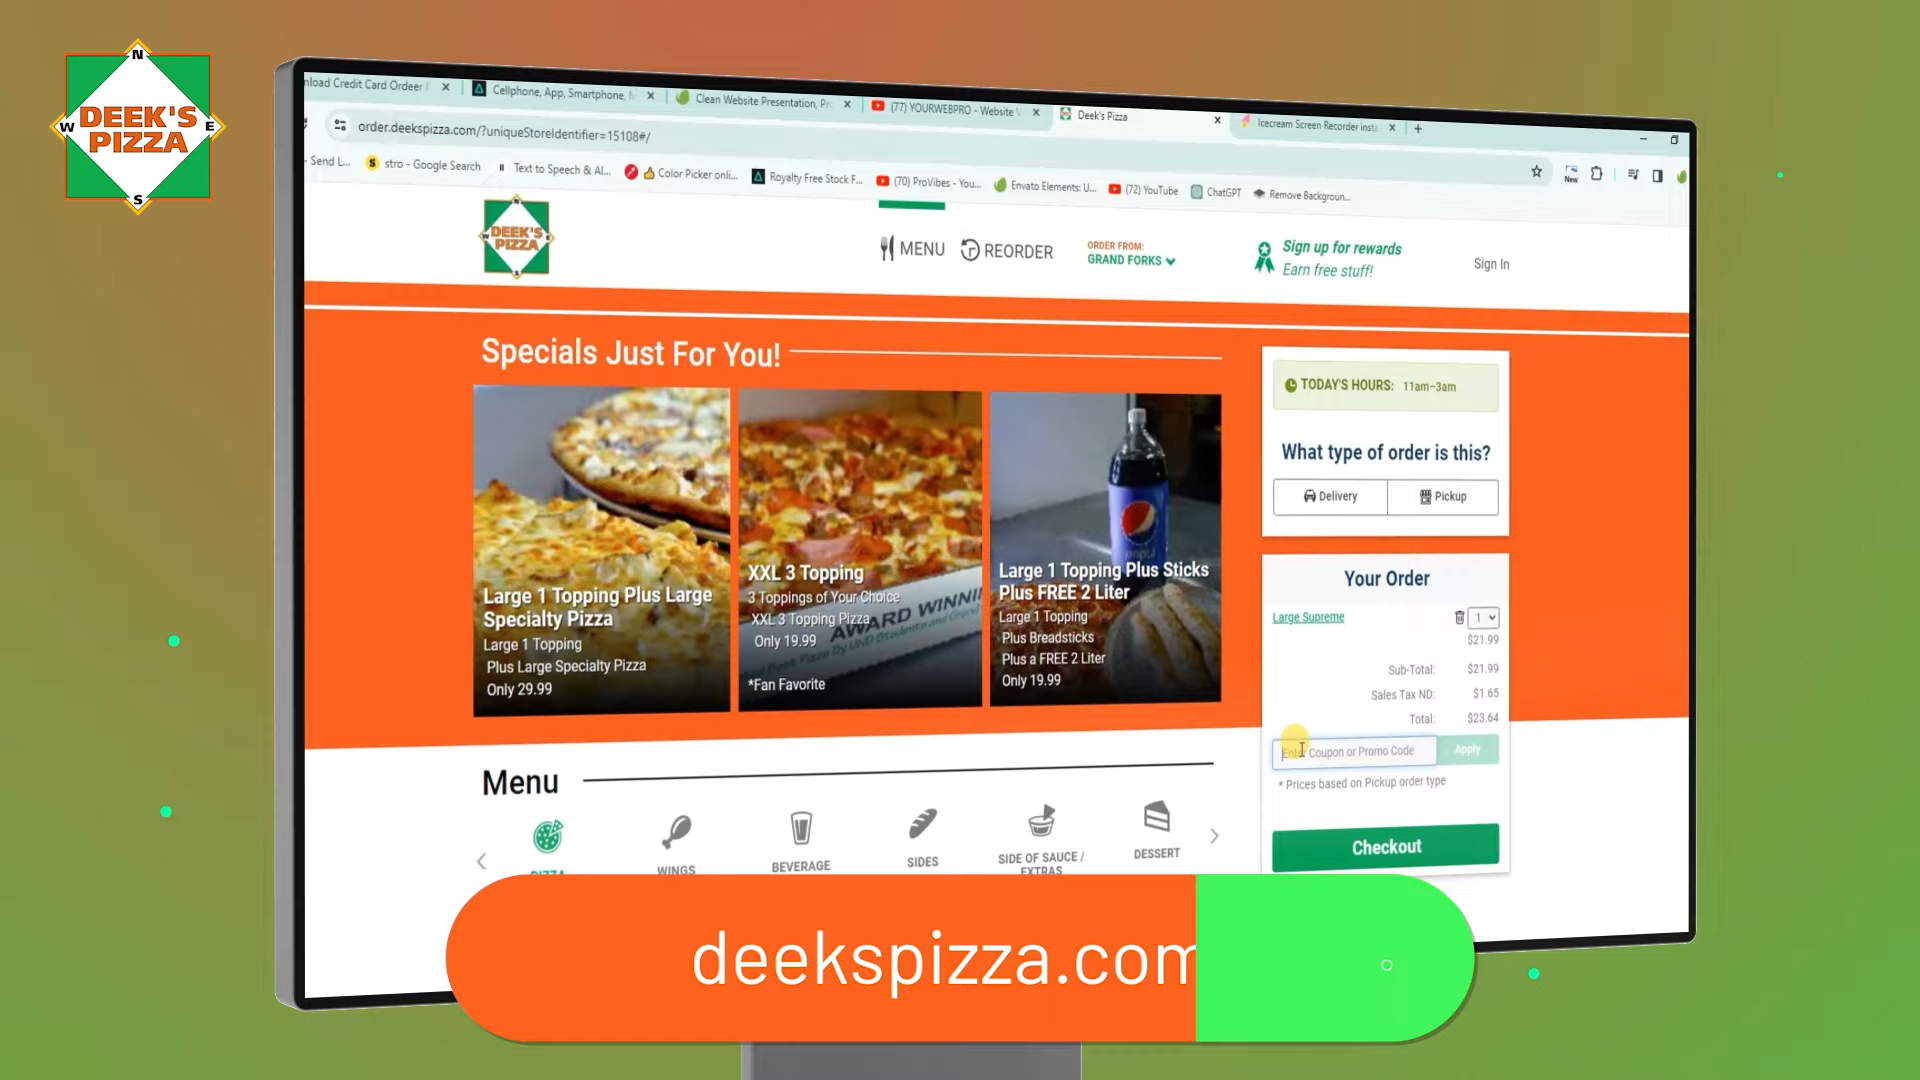 N
DEEK'S
W E
PIZZA
S
nload Credit Card Ordeer
Cellphone, App, Smartphone,
Clean Website Presentation, Pr
(77) YOURWEBPRO - Website V
Deek's Pizza
Icecream Screen Recorder insta
order.deekspizza.com/?uniqueStoreIdentifier=15108#/
- Send L...
stro - Google Search
Text to Speech & AI...
Color Picker onli...
Royalty Free Stock F...
(70) ProVibes - You...
Envato Elements: U...
(72) YouTube
ChatGPT
Remove Backgroun...
New
DEEK'S
PIZZA
MENU
REORDER
ORDER FROM:
GRAND FORKS
Sign up for rewards
Earn free stuff!
Sign In
Specials Just For You!
Large 1 Topping Plus Large
Specialty Pizza
Large 1 Topping
Plus Large Specialty Pizza
Only 29.99
XXL 3 Topping
3 Toppings of Your Choice
XXL 3 Topping Pizza
Only 19.99
*Fan Favorite
AWARD WINNI
Large 1 Topping Plus Sticks
Plus FREE 2 Liter
Large 1 Topping
Plus Breadsticks
Plus a FREE 2 Liter
Only 19.99
TODAY'S HOURS: 11am-3am
What type of order is this?
Delivery
Pickup
Your Order
Large Supreme
1
$21.99
Sub-Total: $21.99
Sales Tax ND: $1.65
Total: $23.64
Enter Coupon or Promo Code
Apply
* Prices based on Pickup order type
Checkout
Menu
PIZZA
WINGS
BEVERAGE
SIDES
SIDE OF SAUCE /
EXTRAS
DESSERT
deekspizza.com